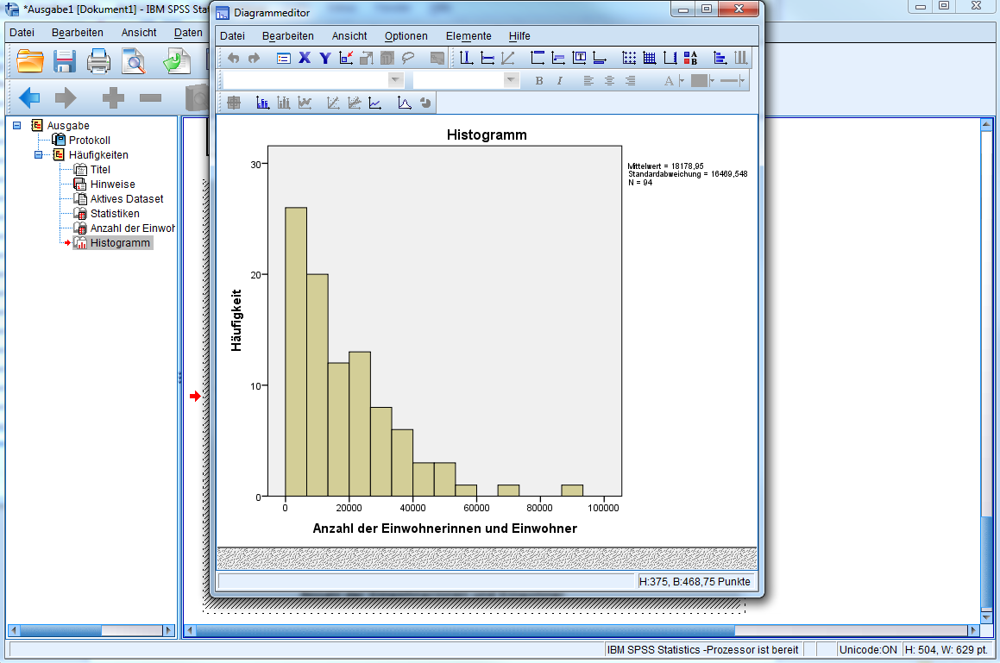 *Ausgabe1 [Dokument1] - IBM SPSS Stat
Datei Bearbeiten Ansicht Daten
Ausgabe
Protokoll
Häufigkeiten
Titel
Hinweise
Aktives Dataset
Statistiken
Anzahl der Einwoh
Histogramm
Diagrammeditor
Datei Bearbeiten Ansicht Optionen Elemente Hilfe
X Y
B I A
Histogramm
Mittelwert = 18178,95
Standardabweichung = 16469,548
N = 94
30
20
10
0
Häufigkeit
0 20000 40000 60000 80000 100000
Anzahl der Einwohnerinnen und Einwohner
H:375, B:468,75 Punkte
IBM SPSS Statistics -Prozessor ist bereit Unicode:ON H: 504, W: 629 pt.